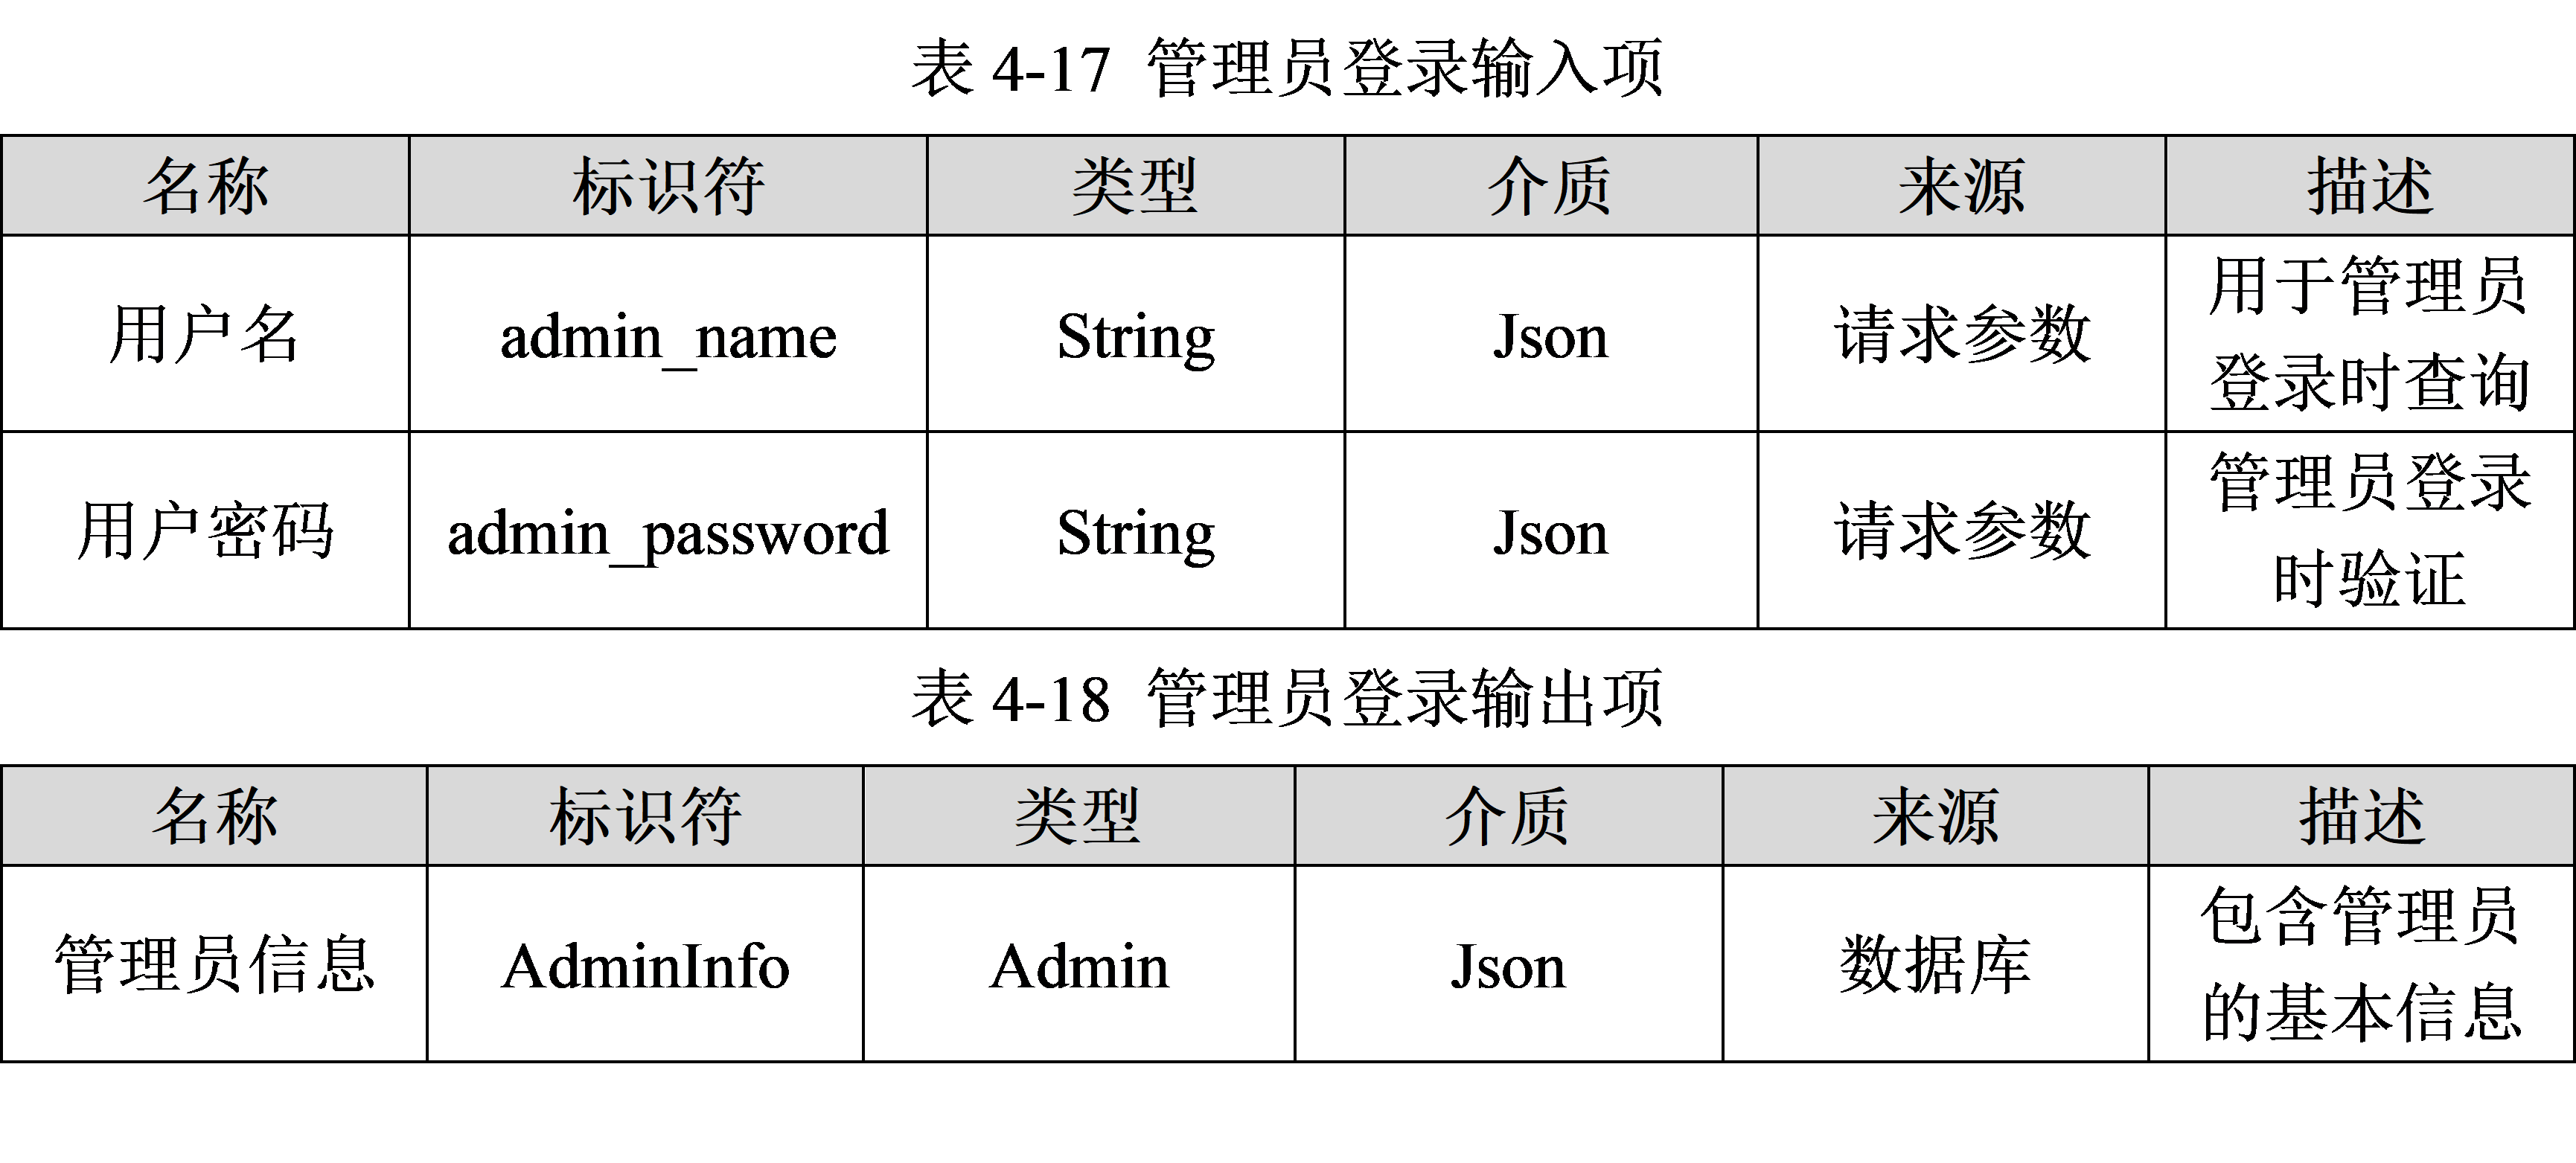 表 4-17 管理员登录输入项
名称 标识符 类型 介质 来源 描述
用户名 admin_name String Json 请求参数 用于管理员
登录时查询
用户密码 admin_password String Json 请求参数 管理员登录
时验证
表 4-18 管理员登录输出项
名称 标识符 类型 介质 来源 描述
管理员信息 AdminInfo Admin Json 数据库 包含管理员
的基本信息